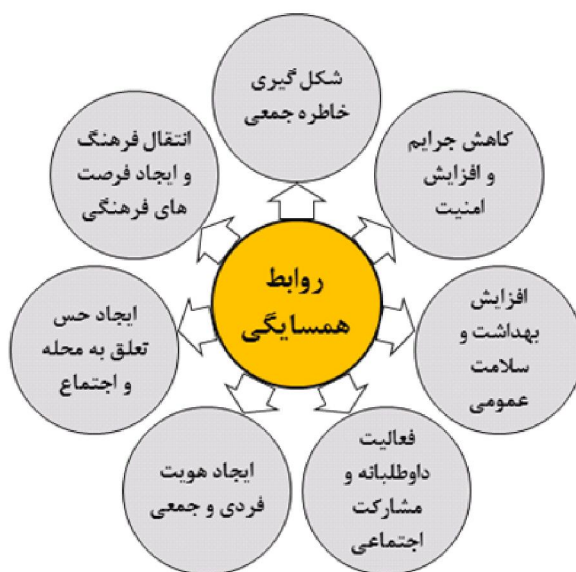 روابط
همسایگی
شکل گیری
خاطره جمعی
کاهش جرایم
و افزایش
امنیت
افزایش
بهداشت و
سلامت
عمومی
فعالیت
داوطلبانه و
مشارکت
اجتماعی
ایجاد هویت
فردی و جمعی
ایجاد حس
تعلق به محله
و اجتماع
انتقال فرهنگ
و ایجاد فرصت
های فرهنگی